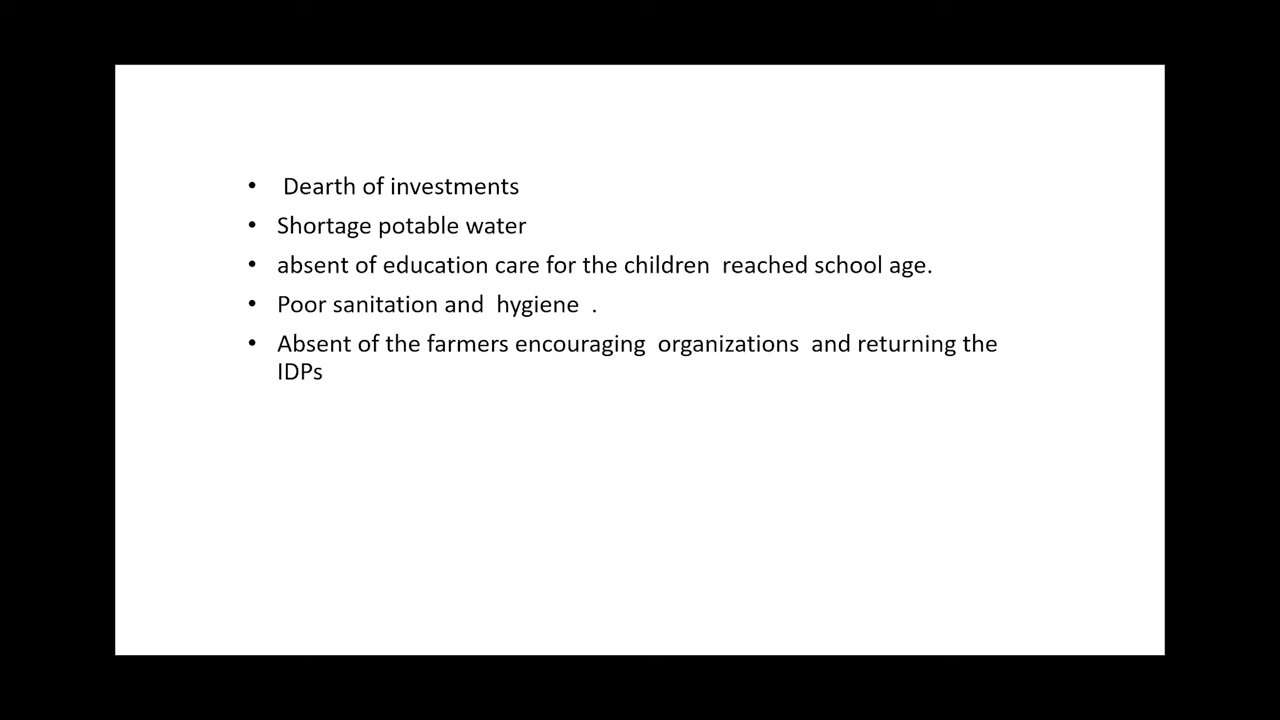 • Dearth of investments
• Shortage potable water
• absent of education care for the children  reached school age.
• Poor sanitation and  hygiene  .
• Absent of the farmers encouraging  organizations  and returning the
IDPs